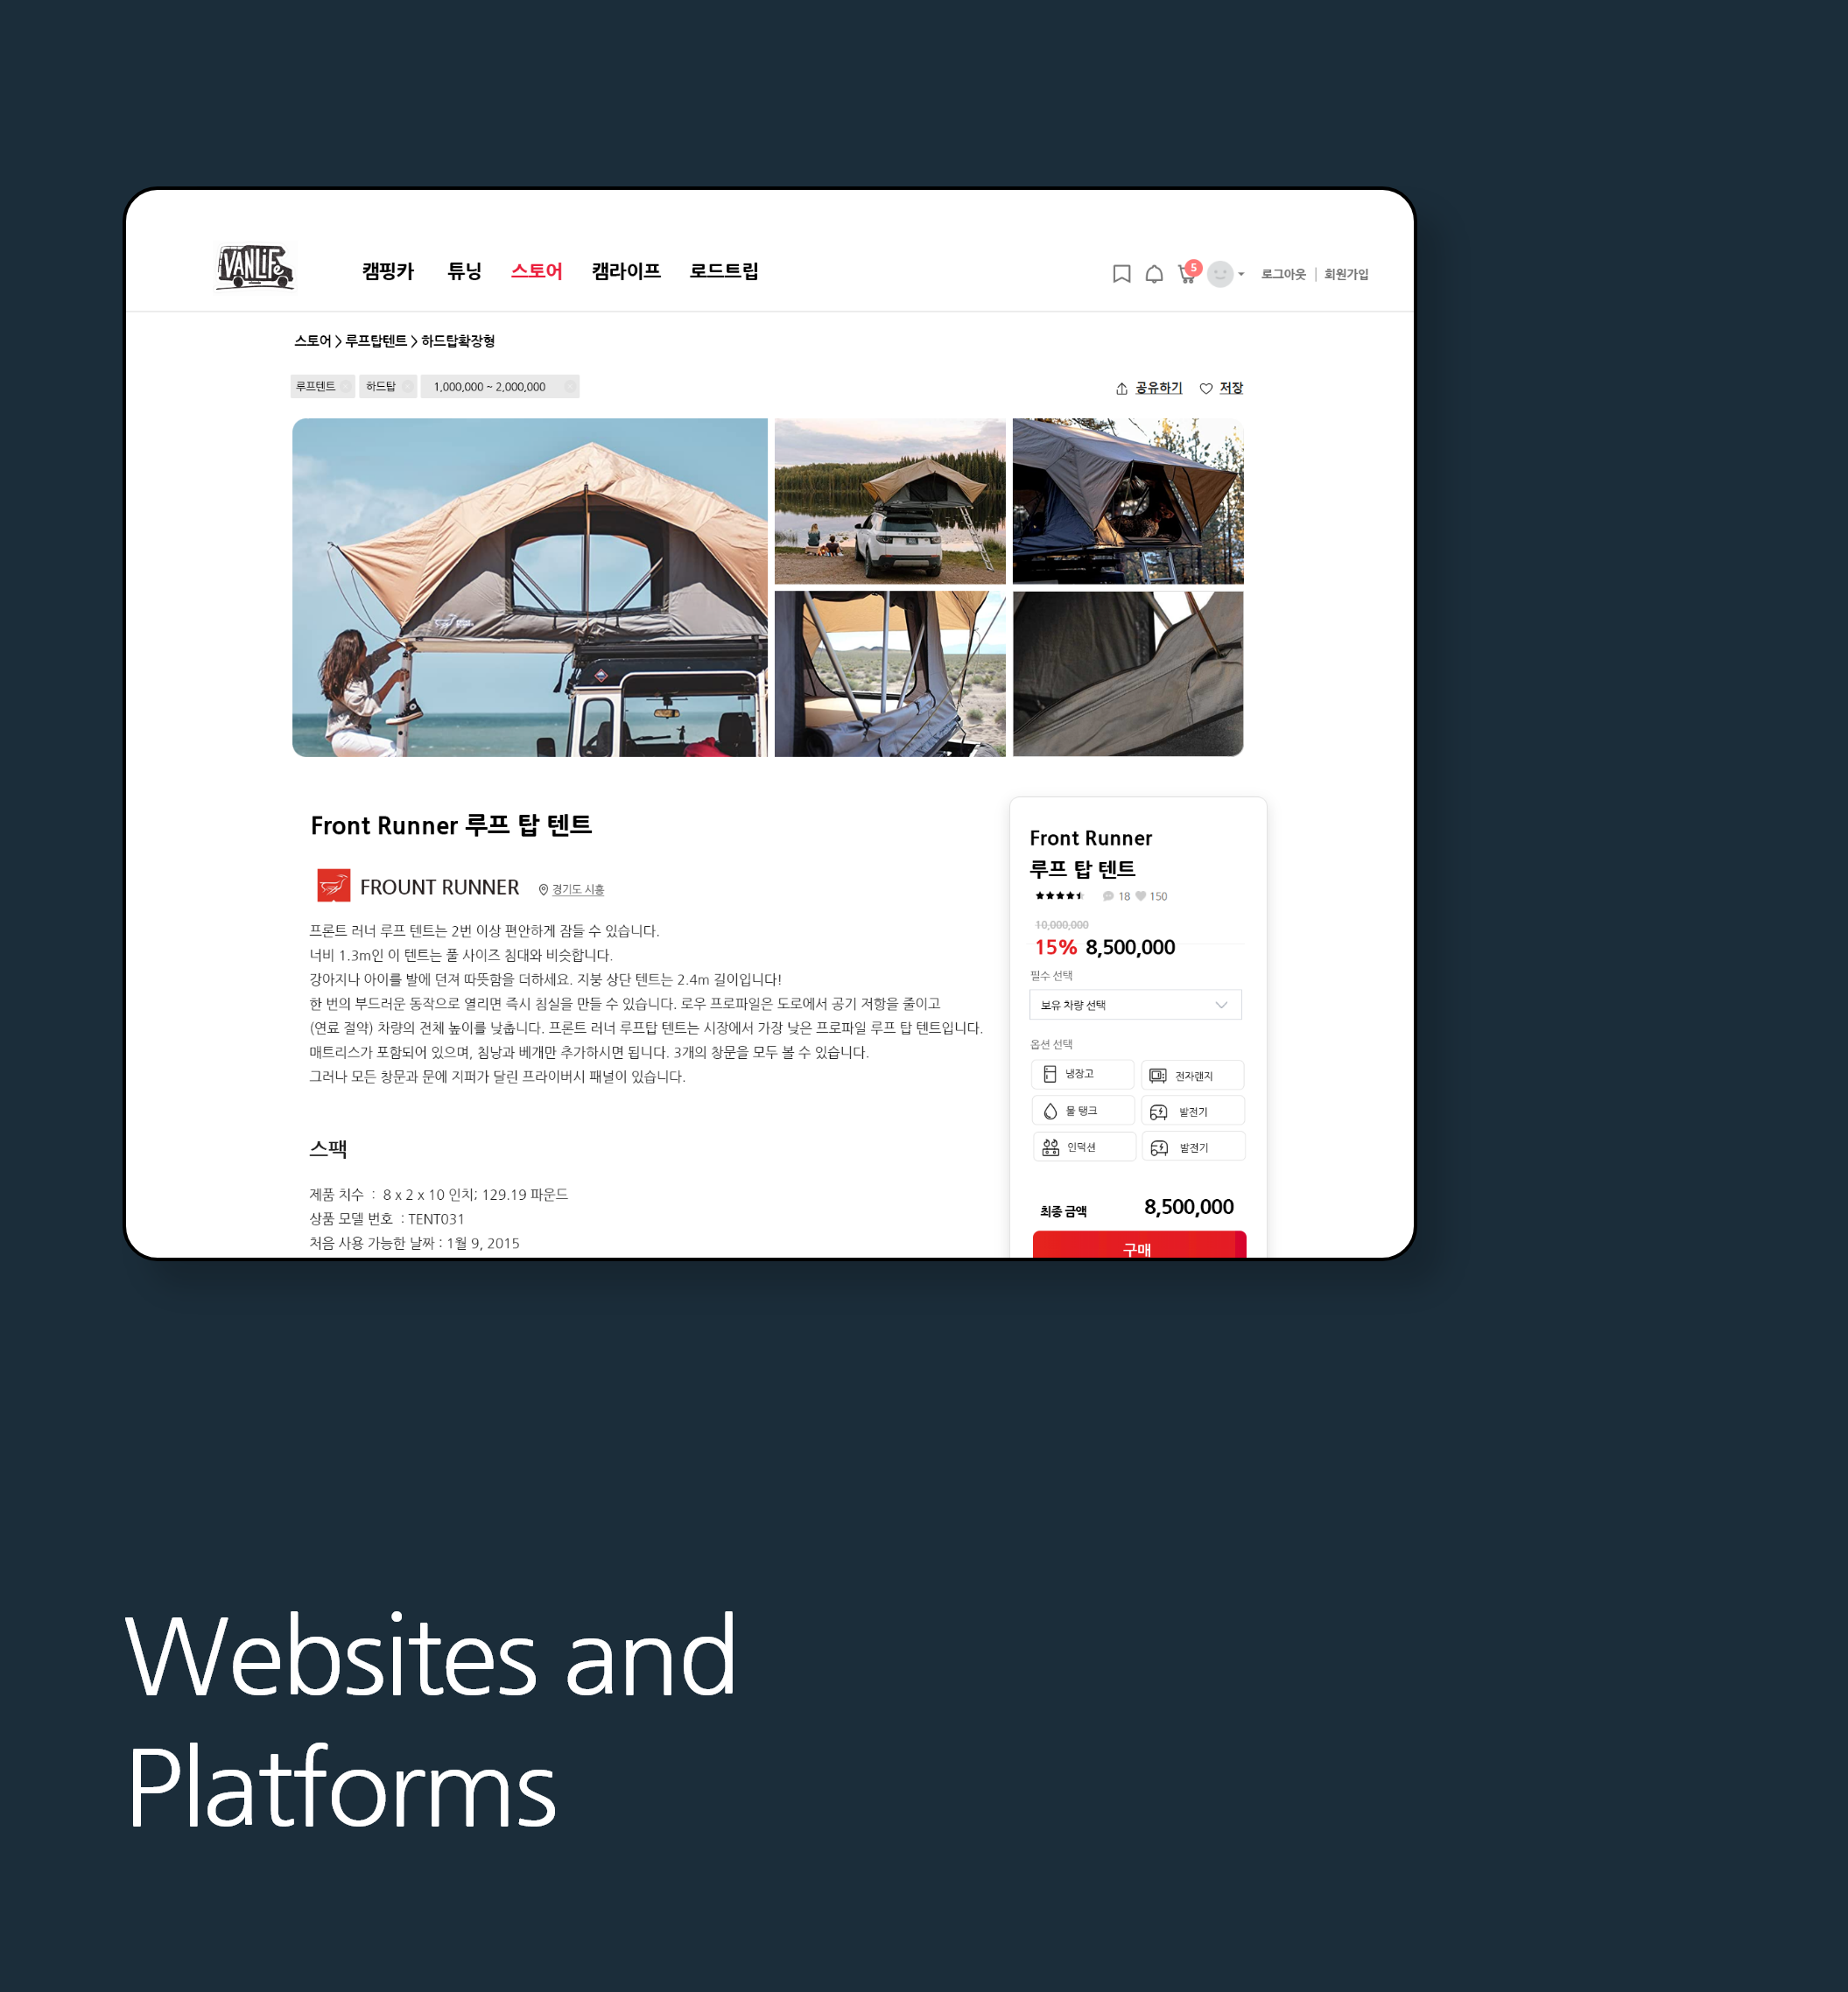 VANLiFe
캠핑카 튜닝 스토어 캠라이프 로드트립
5
로그아웃 | 회원가입
스토어 > 루프탑텐트 > 하드탑확장형
루프텐트 하드탑 1,000,000 ~ 2,000,000
공유하기 저장
Front Runner 루프 탑 텐트
FROUNT RUNNER 경기도 시흥
프론트 러너 루프 텐트는 2번 이상 편안하게 잠들 수 있습니다.
너비 1.3m인 이 텐트는 풀 사이즈 침대와 비슷합니다.
강아지나 아이를 발에 던져 따뜻함을 더하세요. 지붕 상단 텐트는 2.4m 길이입니다!
한 번의 부드러운 동작으로 열리면 즉시 침실을 만들 수 있습니다. 로우 프로파일은 도로에서 공기 저항을 줄이고
(연료 절약) 차량의 전체 높이를 낮춥니다. 프론트 러너 루프탑 텐트는 시장에서 가장 낮은 프로파일 루프 탑 텐트입니다.
매트리스가 포함되어 있으며, 침낭과 베개만 추가하시면 됩니다. 3개의 창문을 모두 볼 수 있습니다.
그러나 모든 창문과 문에 지퍼가 달린 프라이버시 패널이 있습니다.
스팩
제품 치수 : 8 x 2 x 10 인치; 129.19 파운드
상품 모델 번호 : TENT031
처음 사용 가능한 날짜 : 1월 9, 2015
Front Runner
루프 탑 텐트
18 150
10,000,000
15% 8,500,000
필수 선택
보유 차량 선택
옵션 선택
냉장고 전자랜지
물 탱크 발전기
인덕션 발전기
최종 금액 8,500,000
구매
Websites and
Platforms